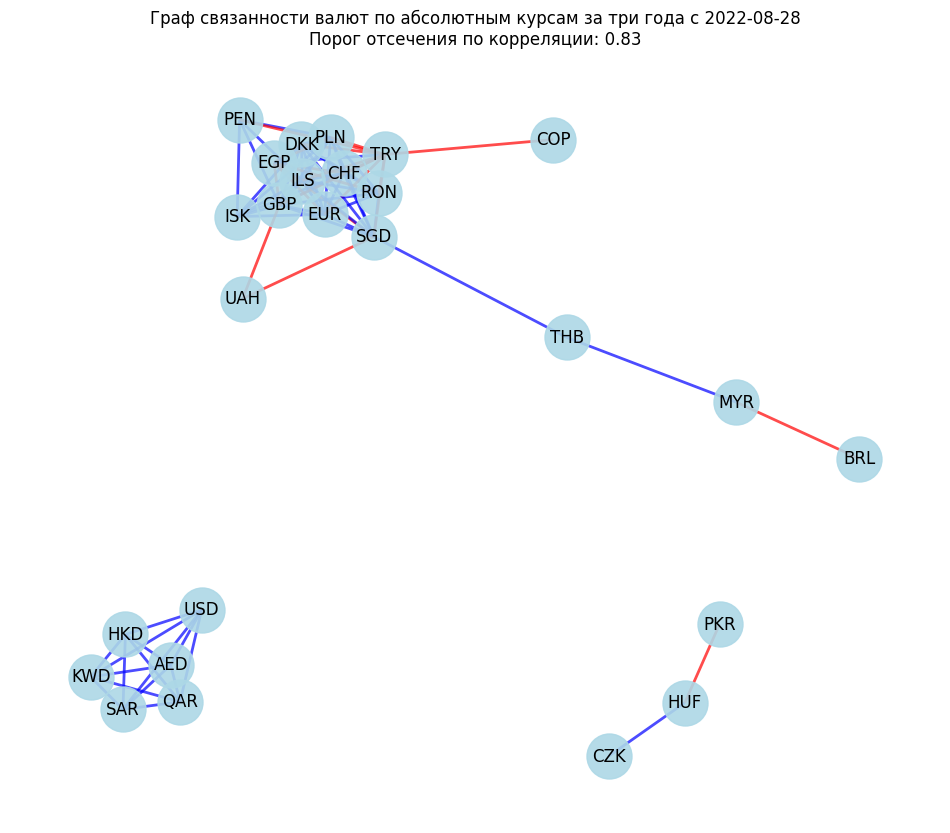 Граф связанности валют по абсолютным курсам за три года с 2022-08-28
Порог отсечения по корреляции: 0.83
PEN
PLN
COP
DKK
TRY
EGP
CHF
ILS
RON
GBP
EUR
ISK
SGD
UAH
THB
MYR
BRL
USD
HKD
PKR
AED
KWD
QAR
SAR
HUF
CZK